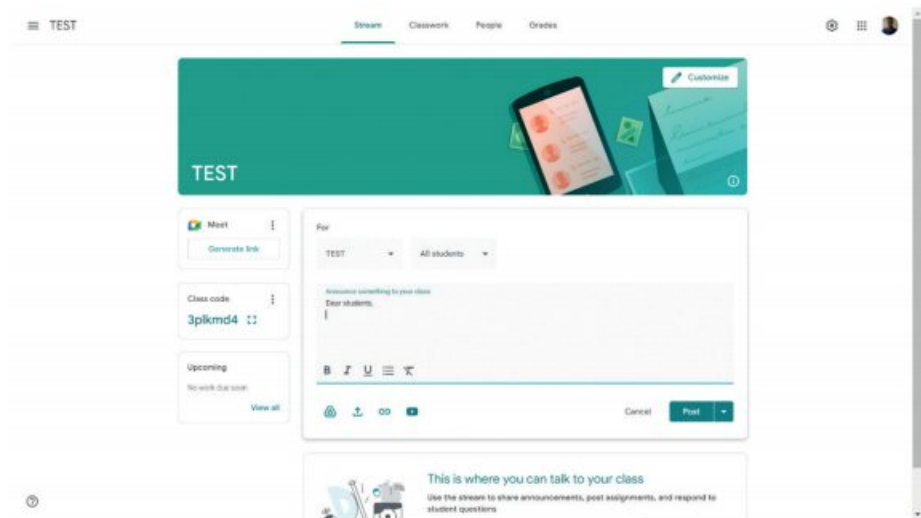 TEST
Stream Classwork People Grades
Customize
TEST
Meet
Generate link
Class code
3plkmd4
Upcoming
No work due soon
View all
For
TEST All students
Announce something to your class
Dear students,
B I U
Cancel Post
This is where you can talk to your class
Use the stream to share announcements, post assignments, and respond to
student questions